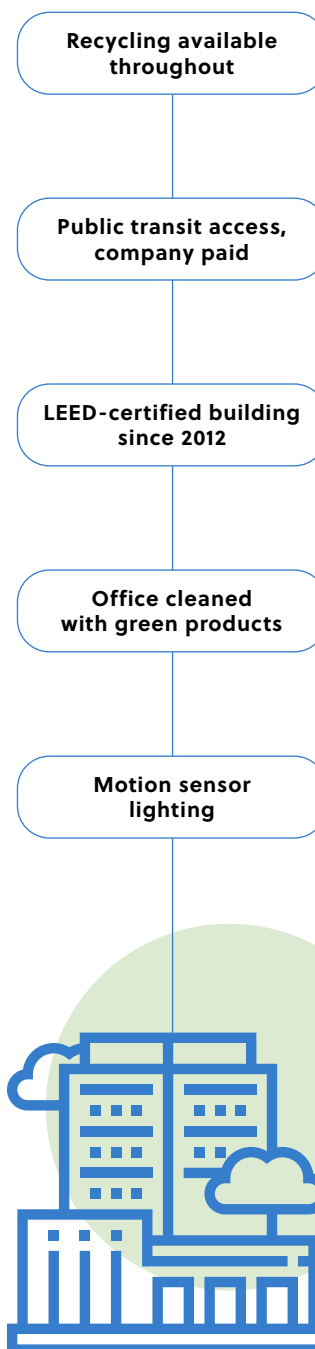 Recycling available
throughout
Public transit access,
company paid
LEED-certified building
since 2012
Office cleaned
with green products
Motion sensor
lighting